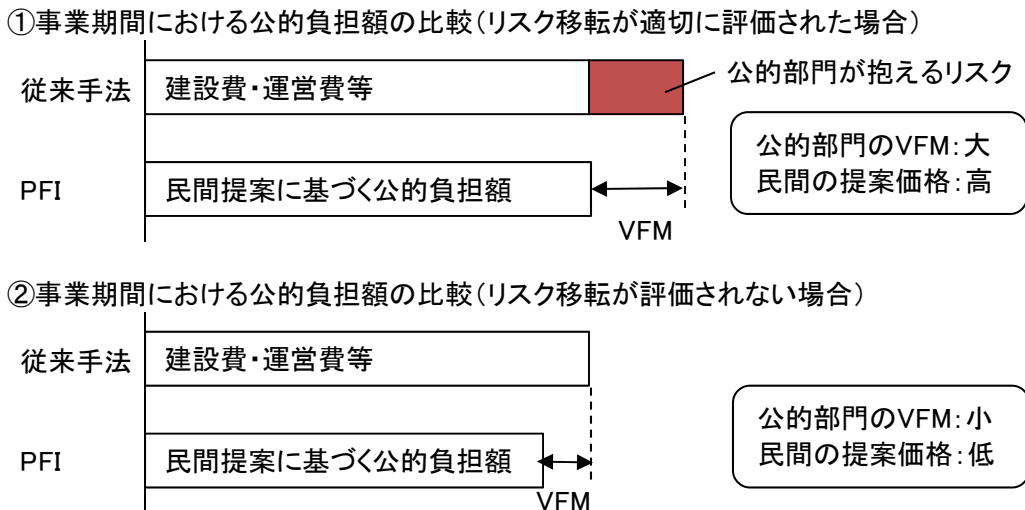 ①事業期間における公的負担額の比較(リスク移転が適切に評価された場合)
従来手法
建設費・運営費等
公的部門が抱えるリスク
公的部門のVFM:大
民間の提案価格:高
PFI
民間提案に基づく公的負担額
VFM
②事業期間における公的負担額の比較(リスク移転が評価されない場合)
従来手法
建設費・運営費等
公的部門のVFM:小
民間の提案価格:低
PFI
民間提案に基づく公的負担額
VFM